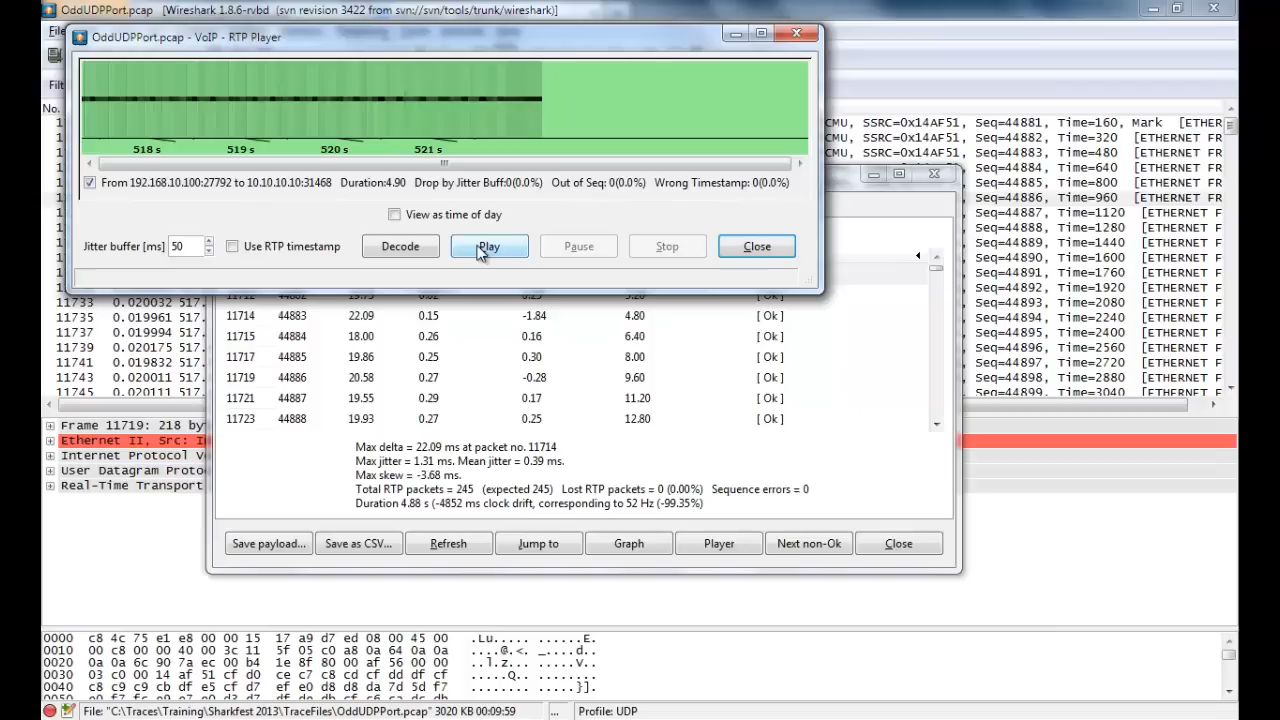 OddUDPPort.pcap [Wireshark 1.8.6-rvbd (svn revision 3422 from svn://svn/tools/trunk/wireshark)]
OddUDPPort.pcap - VoIP - RTP Player
Filt
No.
518 s 519 s 520 s 521 s
From 192.168.10.100:27792 to 10.10.10.10:31468 Duration:4.90 Drop by Jitter Buff:0(0.0%) Out of Seq: 0(0.0%) Wrong Timestamp: 0(0.0%)
View as time of day
Jitter buffer [ms] 50 Use RTP timestamp Decode Play Pause Stop Close
CMU, SSRC=0x14AF51, Seq=44881, Time=160, Mark [ETHER
CMU, SSRC=0x14AF51, Seq=44882, Time=320 [ETHERNET FR
CMU, SSRC=0x14AF51, Seq=44883, Time=480 [ETHERNET FR
CMU, SSRC=0x14AF51, Seq=44884, Time=640 [ETHERNET FR
CMU, SSRC=0x14AF51, Seq=44885, Time=800 [ETHERNET FR
Seq=44886, Time=960 [ETHERNET FR
Seq=44887, Time=1120 [ETHERNET F
Seq=44888, Time=1280 [ETHERNET F
Seq=44889, Time=1440 [ETHERNET F
Seq=44890, Time=1600 [ETHERNET F
Seq=44891, Time=1760 [ETHERNET F
Seq=44892, Time=1920 [ETHERNET F
11733 0.020032 517. Seq=44893, Time=2080 [ETHERNET F
11735 0.019961 517. Seq=44894, Time=2240 [ETHERNET F
11737 0.019994 517. Seq=44895, Time=2400 [ETHERNET F
11739 0.020175 517. Seq=44896, Time=2560 [ETHERNET F
11741 0.019832 517. Seq=44897, Time=2720 [ETHERNET F
11743 0.020011 517. Seq=44898, Time=2880 [ETHERNET F
11745 0.020003 517. Seq=44899, Time=3040 [ETHERNET F
11714 44883 22.09 0.15 -1.84 4.80 [ Ok ]
11715 44884 18.00 0.26 0.16 6.40 [ Ok ]
11717 44885 19.86 0.25 0.30 8.00 [ Ok ]
11719 44886 20.58 0.27 -0.28 9.60 [ Ok ]
11721 44887 19.55 0.29 0.17 11.20 [ Ok ]
11723 44888 19.93 0.27 0.25 12.80 [ Ok ]
Max delta = 22.09 ms at packet no. 11714
Max jitter = 1.31 ms. Mean jitter = 0.39 ms.
Max skew = -3.68 ms.
Total RTP packets = 245 (expected 245) Lost RTP packets = 0 (0.00%) Sequence errors = 0
Duration 4.88 s (-4852 ms clock drift, corresponding to 52 Hz (-99.35%)
Save payload... Save as CSV... Refresh Jump to Graph Player Next non-Ok Close
Frame 11719: 218 by
Ethernet II, Src: I
Internet Protocol V
User Datagram Proto
Real-Time Transport
0000 c8 4c 75 e1 e8 00 00 15 17 a9 d7 ed 08 00 45 00 .Lu..... ......E.
0010 00 c8 00 00 40 00 3c 11 5f 05 c0 a8 0a 64 0a 0a ....@.<. _....d..
0020 0a 0a 6c 90 7a ec 00 b4 1e 8f 80 00 af 56 00 00 ..l.z... .....V..
0030 03 c0 00 14 af 51 cf d0 ce c7 c8 cd cf dd df cf .....Q.. ........
0040 c8 c9 c9 cb df e5 cf d7 ef e0 d8 d8 da 7d 5d f7 ........ .....}].
File: "C:\Traces\Training\Sharkfest 2013\TraceFiles\OddUDPPort.pcap" 3020 KB 00:09:59 ... Profile: UDP